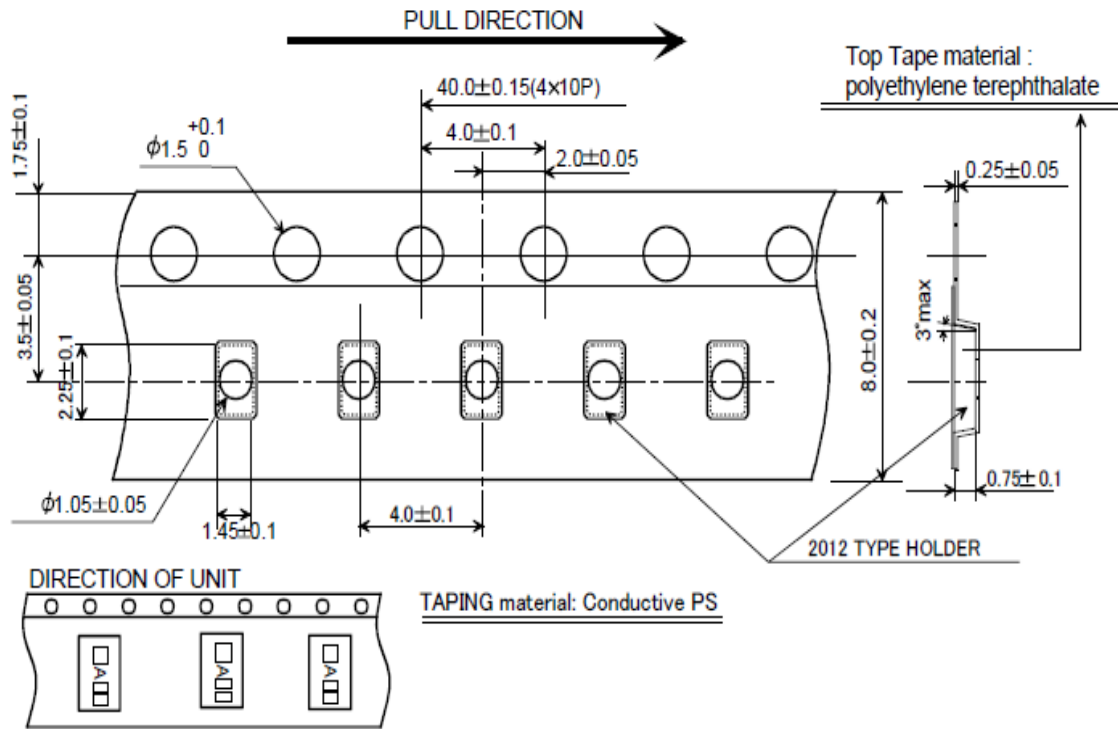 PULL DIRECTION
Top Tape material :
polyethylene terephthalate
40.0±0.15(4×10P)
1.75±0.1
ϕ1.5 +0.1 0
4.0±0.1
2.0±0.05
0.25±0.05
3.5±0.05
3°max
2.25±0.1
8.0±0.2
ϕ1.05±0.05
1.45±0.1
4.0±0.1
0.75±0.1
2012 TYPE HOLDER
DIRECTION OF UNIT
TAPING material: Conductive PS
A
A
A